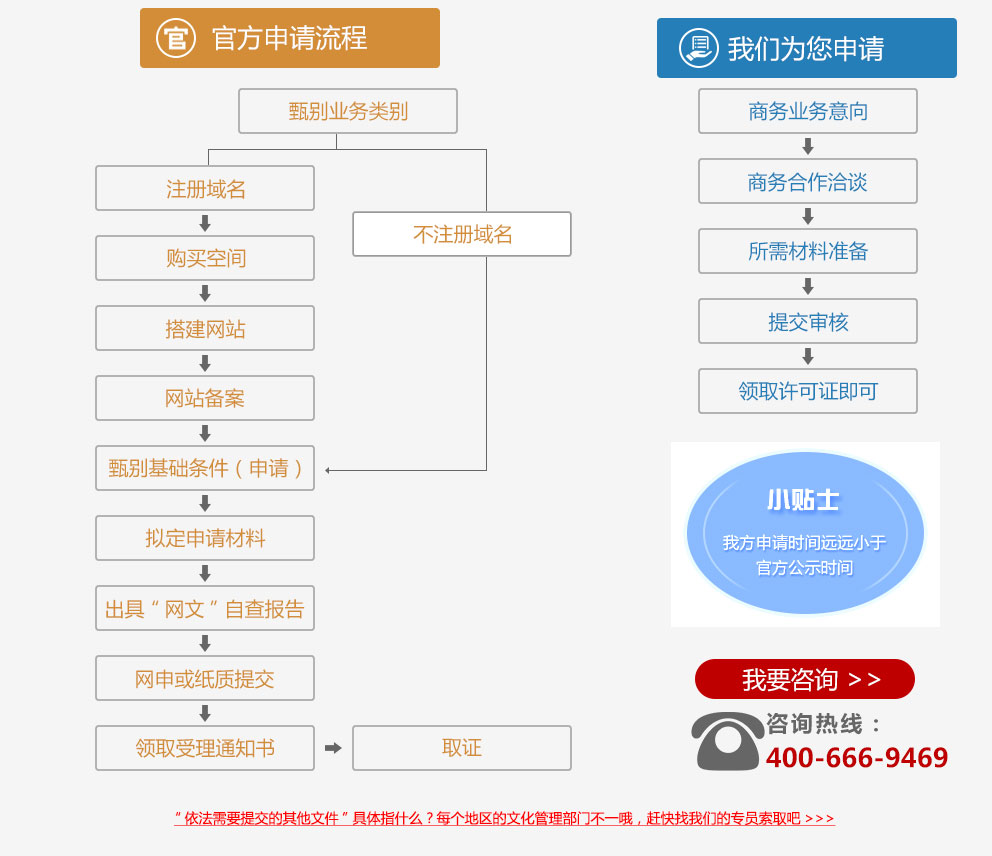 官 官方申请流程
甄别业务类别
注册域名
不注册域名
购买空间
搭建网站
网站备案
甄别基础条件（申请）
拟定申请材料
出具“网文”自查报告
网申或纸质提交
领取受理通知书
取证
我们为您申请
商务业务意向
商务合作洽谈
所需材料准备
提交审核
领取许可证即可
小贴士
我方申请时间远远小于
官方公示时间
我要咨询 >>
咨询热线：
400-666-9469
“依法需要提交的其他文件”具体指什么？每个地区的文化管理部门不一哦，赶快找我们的专员索取吧 >>>